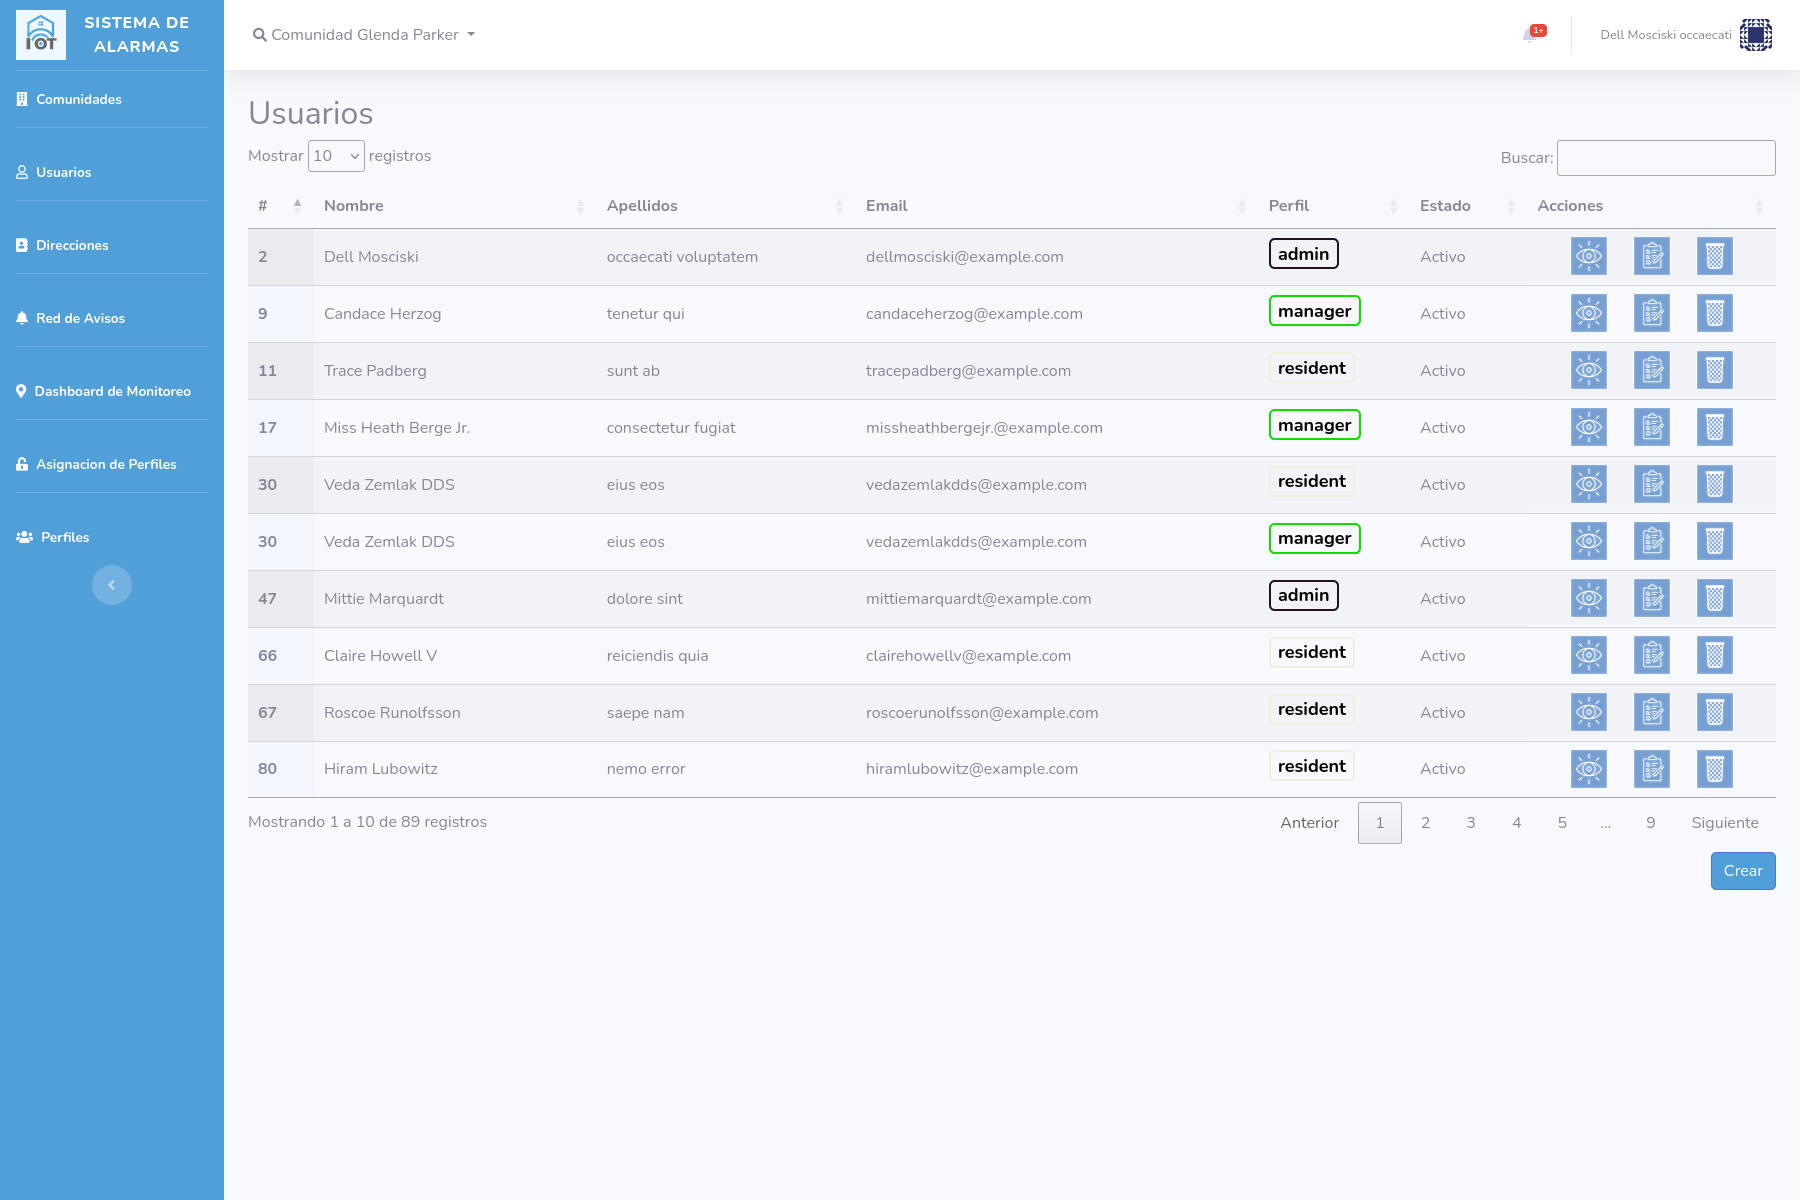 IOT
SISTEMA DE
ALARMAS
Comunidades
Usuarios
Direcciones
Red de Avisos
Dashboard de Monitoreo
Asignacion de Perfiles
Perfiles
Comunidad Glenda Parker
1+
Dell Mosciski occaecati
Usuarios
Mostrar 10 registros
Buscar:
# Nombre Apellidos Email Perfil Estado Acciones
2 Dell Mosciski occaecati voluptatem dellmosciski@example.com admin Activo
9 Candace Herzog tenetur qui candaceherzog@example.com manager Activo
11 Trace Padberg sunt ab tracepadberg@example.com resident Activo
17 Miss Heath Berge Jr. consectetur fugiat missheathbergejr.@example.com manager Activo
30 Veda Zemlak DDS eius eos vedazemlakdds@example.com resident Activo
30 Veda Zemlak DDS eius eos vedazemlakdds@example.com manager Activo
47 Mittie Marquardt dolore sint mittiemarquardt@example.com admin Activo
66 Claire Howell V reiciendis quia clairehowellv@example.com resident Activo
67 Roscoe Runolfsson saepe nam roscoerunolfsson@example.com resident Activo
80 Hiram Lubowitz nemo error hiramlubowitz@example.com resident Activo
Mostrando 1 a 10 de 89 registros
Anterior 1 2 3 4 5 … 9 Siguiente
Crear